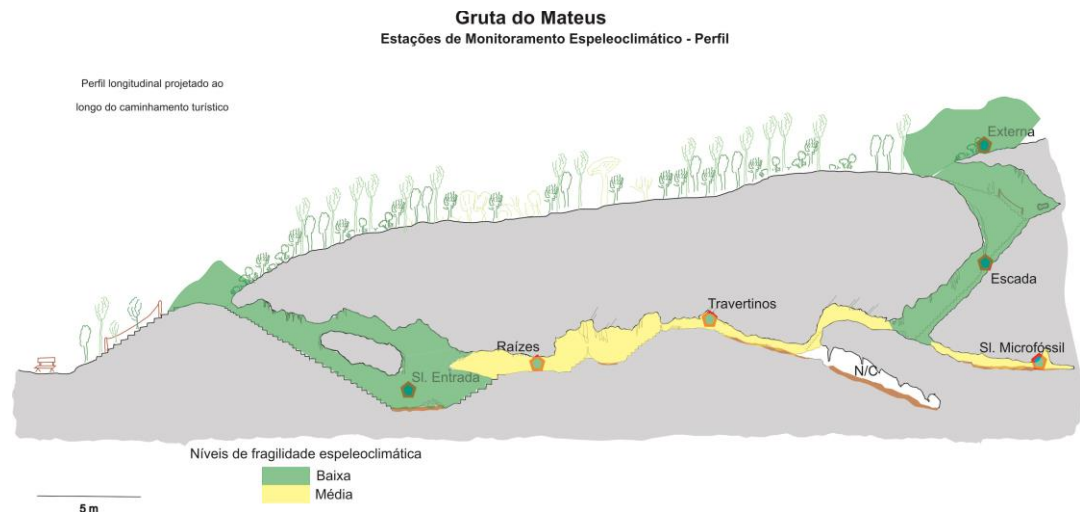 Gruta do Mateus
Estações de Monitoramento Espeleoclimático - Perfil
Perfil longitudinal projetado ao
longo do caminhamento turístico
Externa
Escada
Travertinos
Raízes
Sl. Microfóssil
N/C
Sl. Entrada
Níveis de fragilidade espeleoclimática
Baixa
Média
5 m